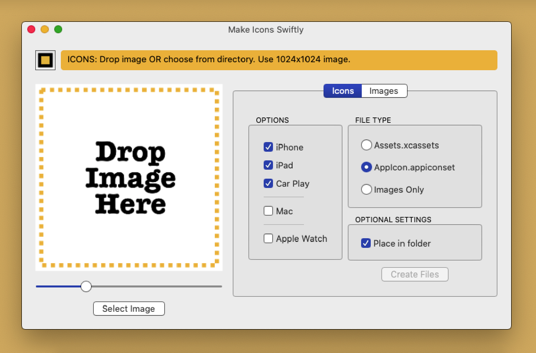 Make Icons Swiftly
ICONS: Drop image OR choose from directory. Use 1024x1024 image.
Drop
Image
Here
Select Image
Icons
Images
OPTIONS
iPhone
iPad
Car Play
Mac
Apple Watch
FILE TYPE
Assets.xcassets
AppIcon.appiconset
Images Only
OPTIONAL SETTINGS
Place in folder
Create Files